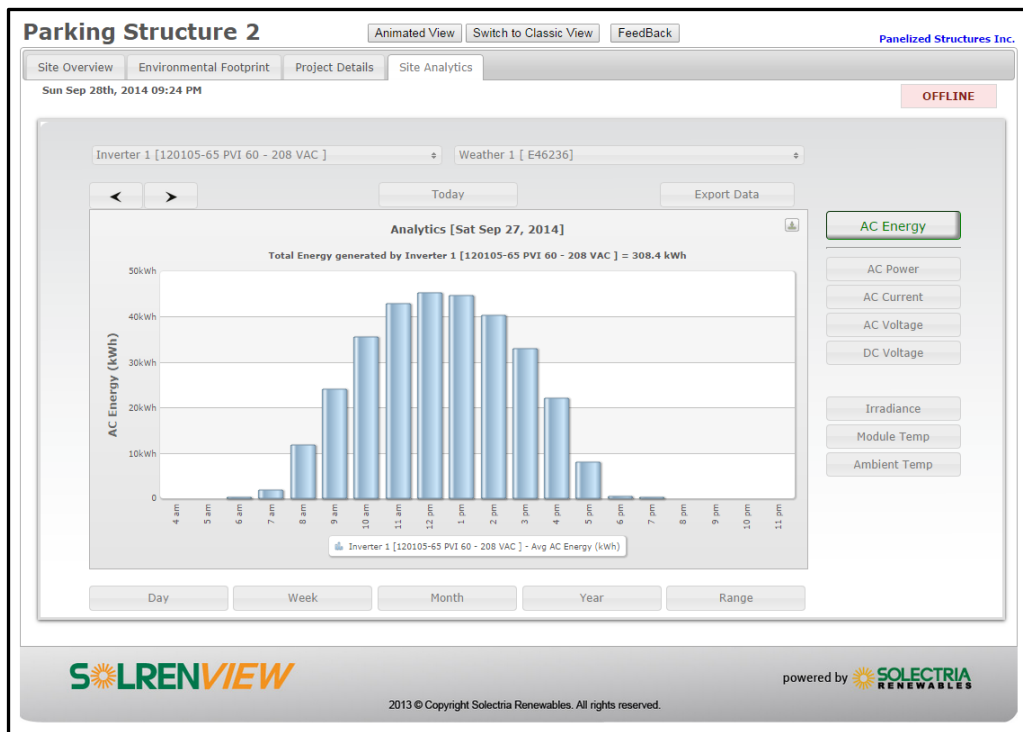 Parking Structure 2
Animated View Switch to Classic View FeedBack
Panelized Structures Inc.
Site Overview Environmental Footprint Project Details Site Analytics
Sun Sep 28th, 2014 09:24 PM
OFFLINE
Inverter 1 [120105-65 PVI 60 - 208 VAC ] Weather 1 [ E46236]
< > Today Export Data
Analytics [Sat Sep 27, 2014]
Total Energy generated by Inverter 1 [120105-65 PVI 60 - 208 VAC ] = 308.4 kWh
AC Energy (kWh)
50kWh
40kWh
30kWh
20kWh
10kWh
0
4 am 5 am 6 am 7 am 8 am 9 am 10 am 11 am 12 pm 1 pm 2 pm 3 pm 4 pm 5 pm 6 pm 7 pm 8 pm 9 pm 10 pm 11 pm
Inverter 1 [120105-65 PVI 60 - 208 VAC ] - Avg AC Energy (kWh)
AC Energy
AC Power
AC Current
AC Voltage
DC Voltage
Irradiance
Module Temp
Ambient Temp
Day Week Month Year Range
SOLRENVIEW
powered by SOLECTRIA
RENEWABLES
2013 © Copyright Solectria Renewables. All rights reserved.